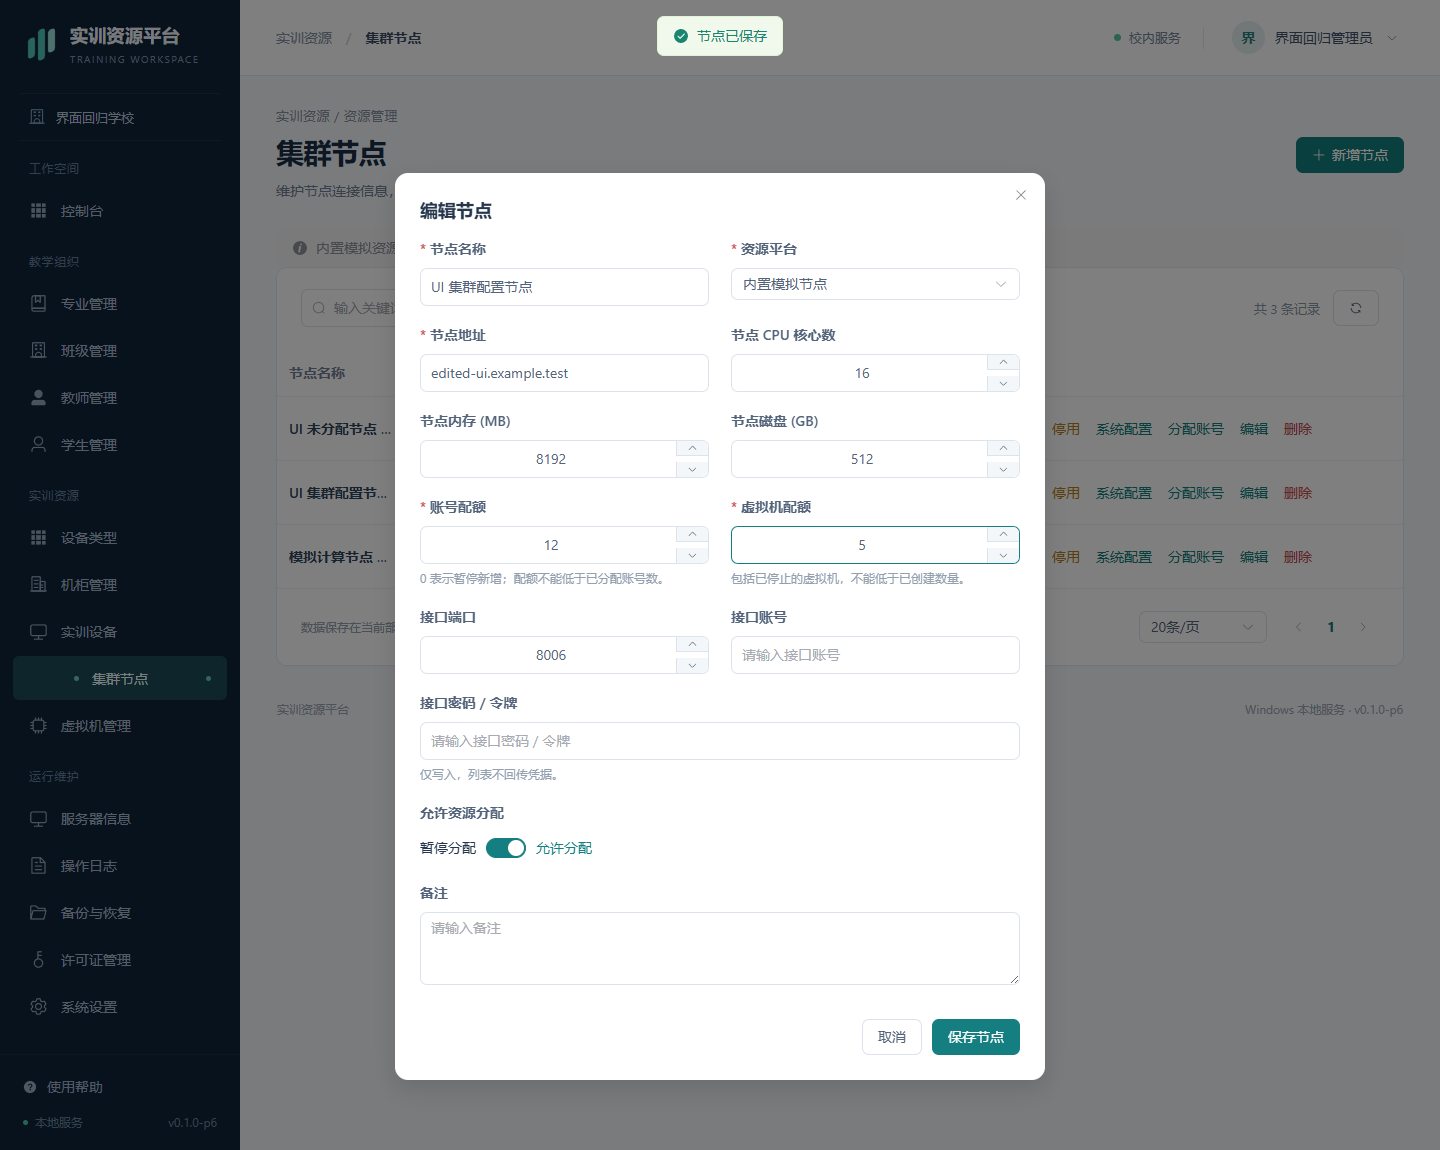 实训资源平台
TRAINING WORKSPACE
界面回归学校
工作空间
控制台
教学组织
专业管理
班级管理
教师管理
学生管理
实训资源
设备类型
机柜管理
实训设备
集群节点
虚拟机管理
运行维护
服务器信息
操作日志
备份与恢复
许可证管理
系统设置
使用帮助
本地服务 v0.1.0-p6
实训资源 / 集群节点
节点已保存
校内服务
界 界面回归管理员
实训资源 / 资源管理
集群节点
维护节点连接信息,
新增节点
内置模拟资源
输入关键
共 3 条记录
节点名称
UI 未分配节点 ...
停用 系统配置 分配账号 编辑 删除
UI 集群配置节...
停用 系统配置 分配账号 编辑 删除
模拟计算节点 ...
停用 系统配置 分配账号 编辑 删除
数据保存在当前
20条/页
1
实训资源平台
Windows 本地服务 · v0.1.0-p6
编辑节点
* 节点名称
UI 集群配置节点
* 资源平台
内置模拟节点
* 节点地址
edited-ui.example.test
节点 CPU 核心数
16
节点内存 (MB)
8192
节点磁盘 (GB)
512
* 账号配额
12
0 表示暂停新增；配额不能低于已分配账号数。
* 虚拟机配额
5
包括已停止的虚拟机，不能低于已创建数量。
接口端口
8006
接口账号
请输入接口账号
接口密码 / 令牌
请输入接口密码 / 令牌
仅写入，列表不回传凭据。
允许资源分配
暂停分配 允许分配
备注
请输入备注
取消
保存节点